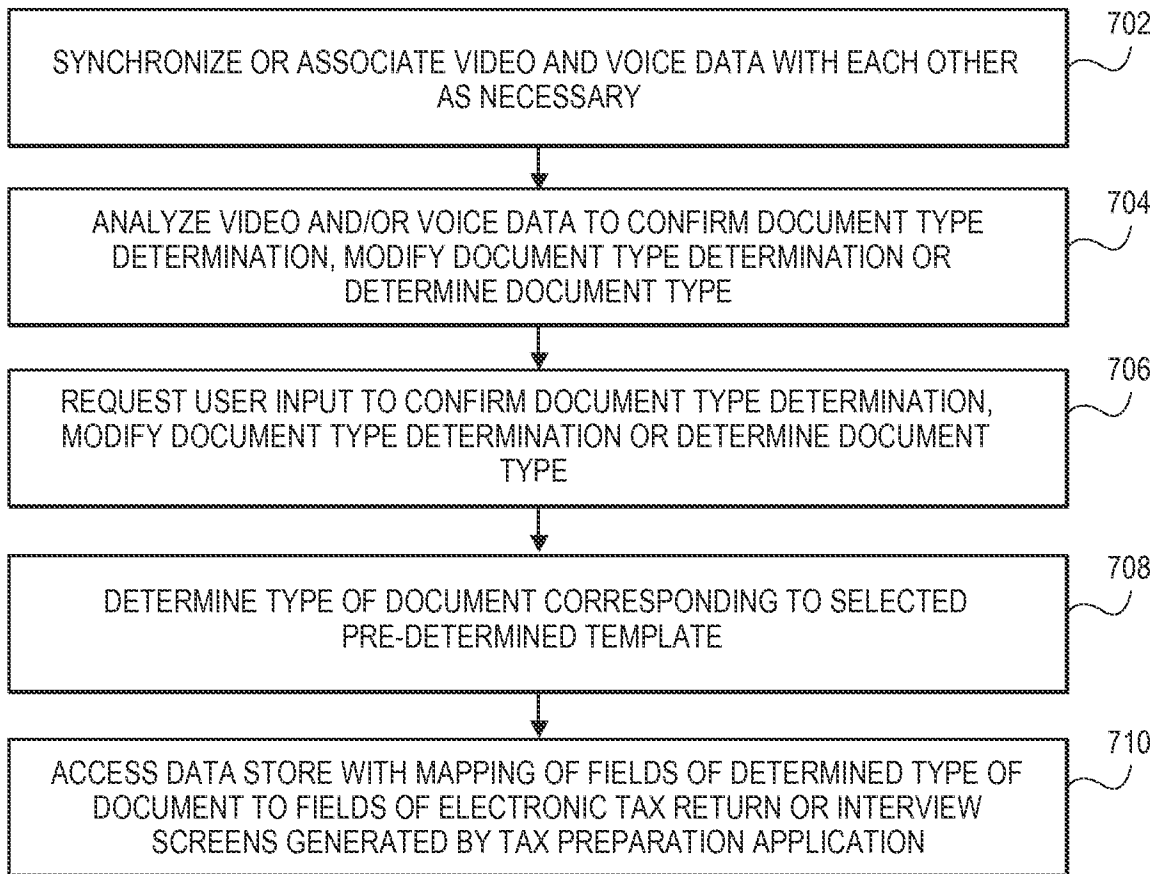 702
SYNCHRONIZE OR ASSOCIATE VIDEO AND VOICE DATA WITH EACH OTHER
AS NECESSARY
704
ANALYZE VIDEO AND/OR VOICE DATA TO CONFIRM DOCUMENT TYPE
DETERMINATION, MODIFY DOCUMENT TYPE DETERMINATION OR
DETERMINE DOCUMENT TYPE
706
REQUEST USER INPUT TO CONFIRM DOCUMENT TYPE DETERMINATION,
MODIFY DOCUMENT TYPE DETERMINATION OR DETERMINE DOCUMENT
TYPE
708
DETERMINE TYPE OF DOCUMENT CORRESPONDING TO SELECTED
PRE-DETERMINED TEMPLATE
710
ACCESS DATA STORE WITH MAPPING OF FIELDS OF DETERMINED TYPE OF
DOCUMENT TO FIELDS OF ELECTRONIC TAX RETURN OR INTERVIEW
SCREENS GENERATED BY TAX PREPARATION APPLICATION